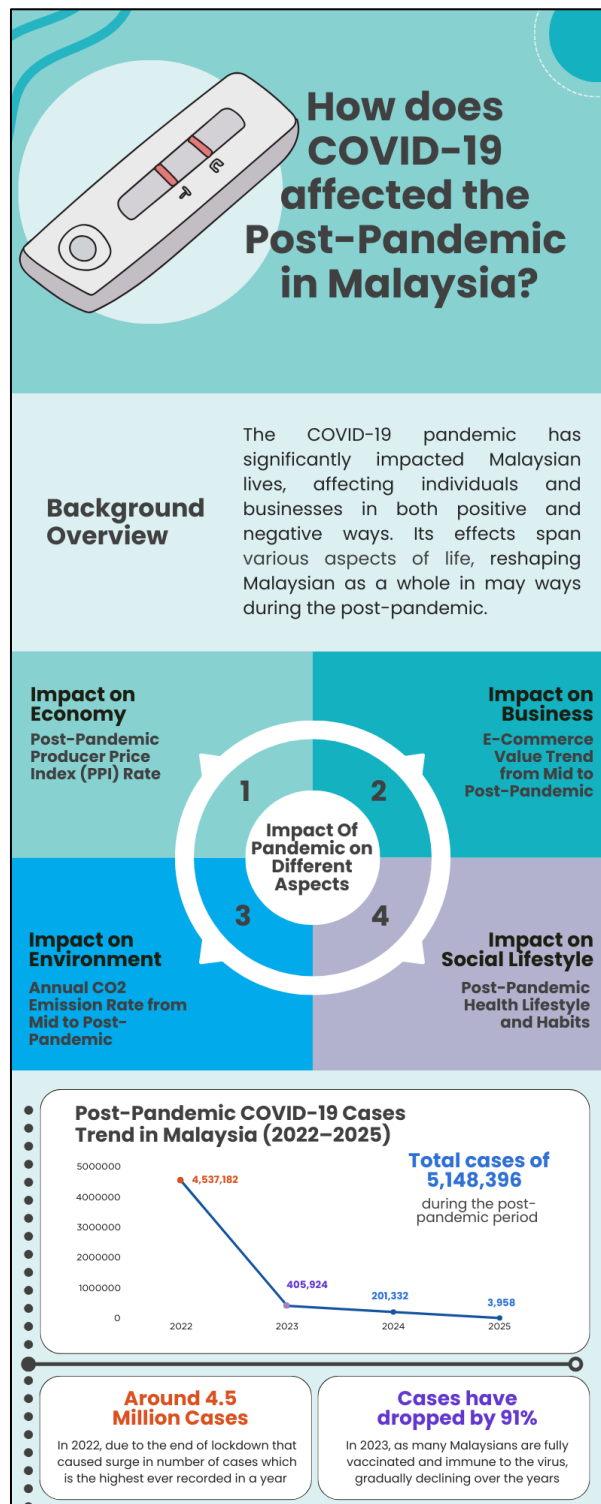 How does
COVID-19
affected the
Post-Pandemic
in Malaysia?
C
T
Background
Overview
The COVID-19 pandemic has
significantly impacted Malaysian
lives, affecting individuals and
businesses in both positive and
negative ways. Its effects span
various aspects of life, reshaping
Malaysian as a whole in may ways
during the post-pandemic.
Impact on
Economy
Post-Pandemic
Producer Price
Index (PPI) Rate
Impact on
Business
E-Commerce
Value Trend
from Mid to
Post-Pandemic
1
2
Impact Of
Pandemic on
Different
Aspects
3
4
Impact on
Environment
Annual CO2
Emission Rate from
Mid to Post-
Pandemic
Impact on
Social Lifestyle
Post-Pandemic
Health Lifestyle
and Habits
Post-Pandemic COVID-19 Cases
Trend in Malaysia (2022–2025)
Total cases of
5,148,396
during the post-
pandemic period
5000000
4000000
3000000
2000000
1000000
0
4,537,182
405,924
201,332
3,958
2022
2023
2024
2025
Around 4.5
Million Cases
In 2022, due to the end of lockdown that
caused surge in number of cases which
is the highest ever recorded in a year
Cases have
dropped by 91%
In 2023, as many Malaysians are fully
vaccinated and immune to the virus,
gradually declining over the years